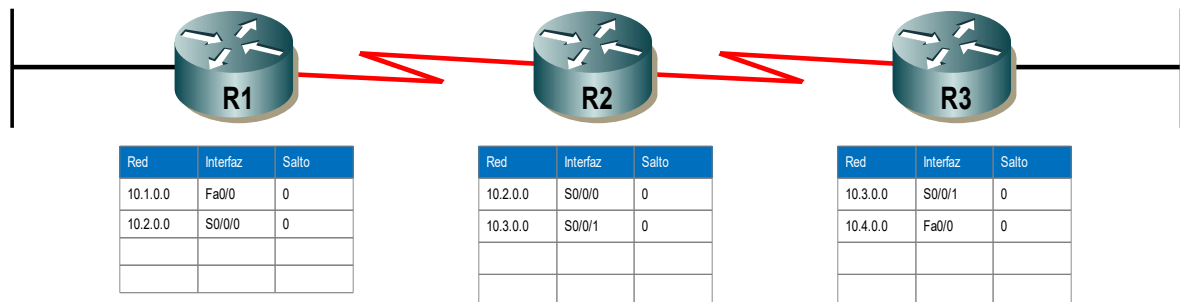 R1
R2
R3
Red Interfaz Salto
10.1.0.0 Fa0/0 0
10.2.0.0 S0/0/0 0
Red Interfaz Salto
10.2.0.0 S0/0/0 0
10.3.0.0 S0/0/1 0
Red Interfaz Salto
10.3.0.0 S0/0/1 0
10.4.0.0 Fa0/0 0